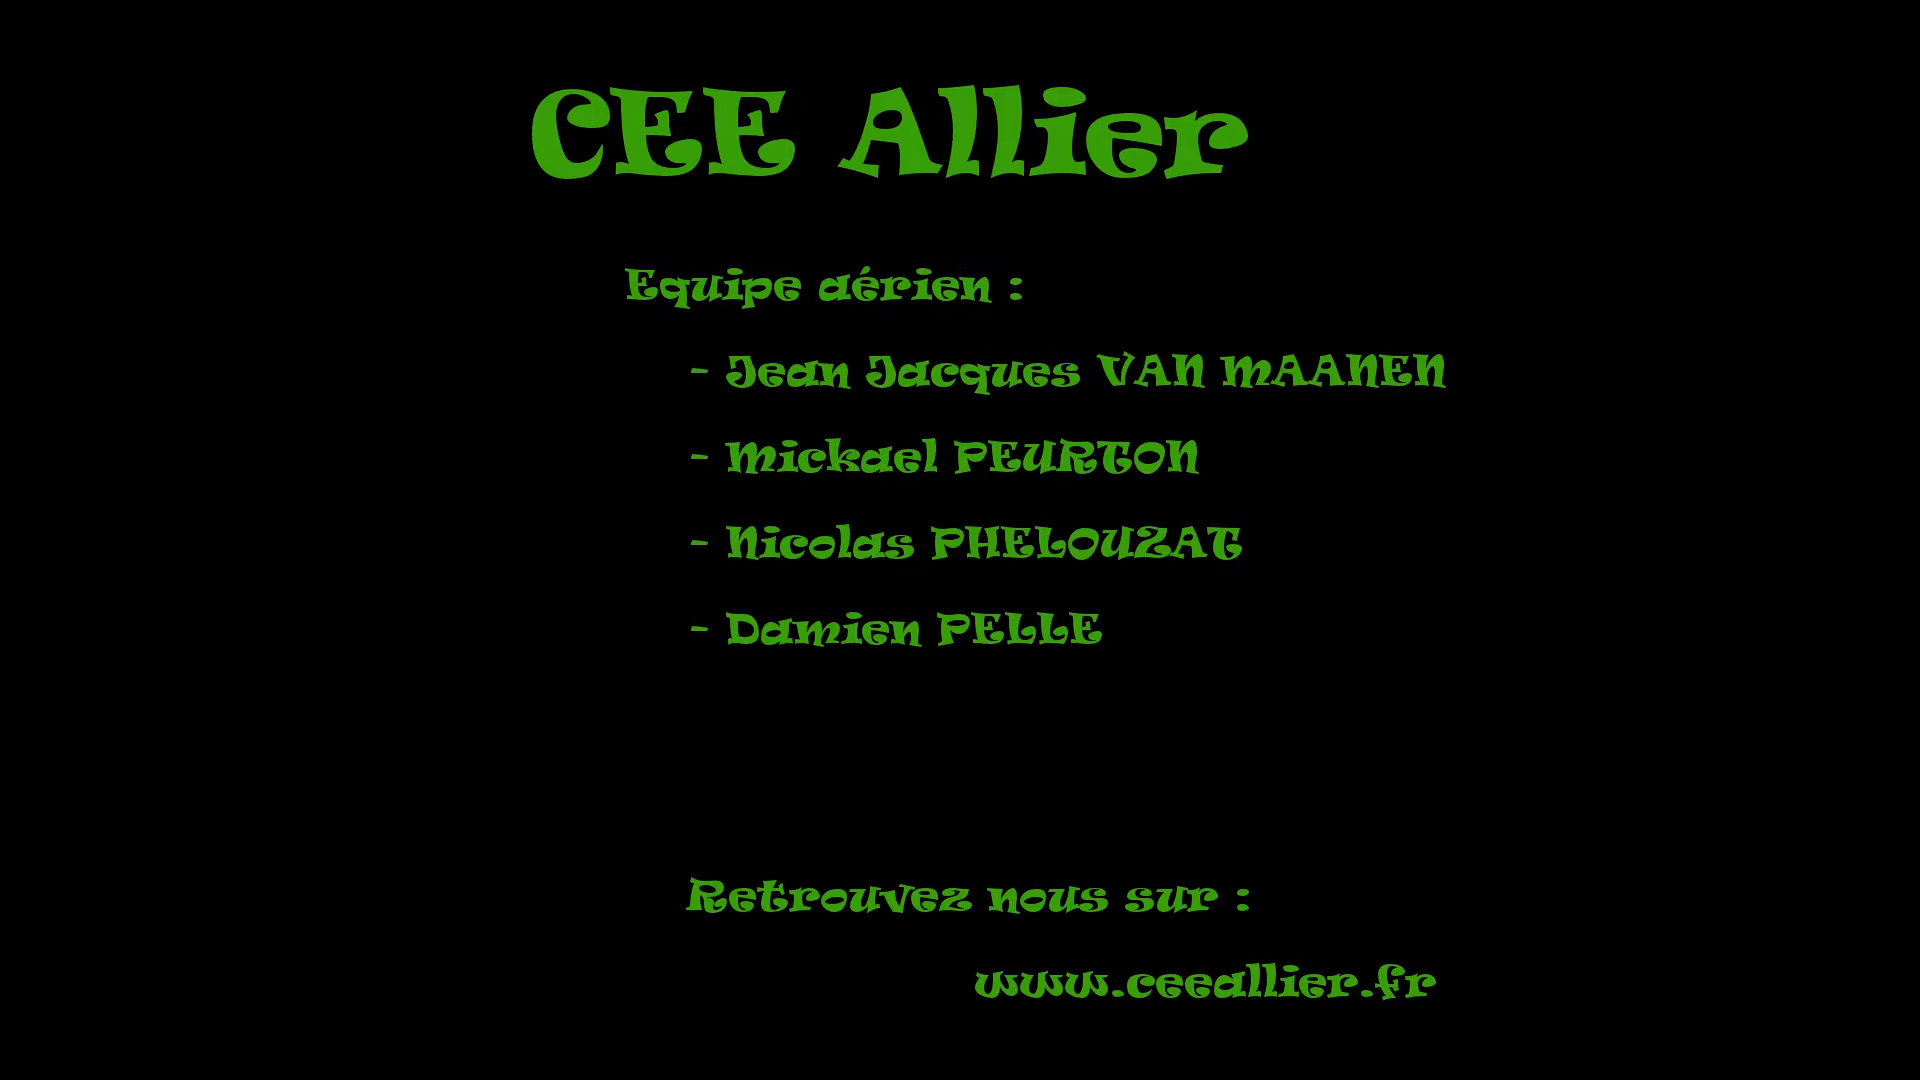 CEE Allier
Equipe aérien :
- Jean Jacques VAN MAANEN
- Mickael PEURTON
- Nicolas PHELOUZAT
- Damien PELLE
Retrouvez nous sur :
www.ceeallier.fr